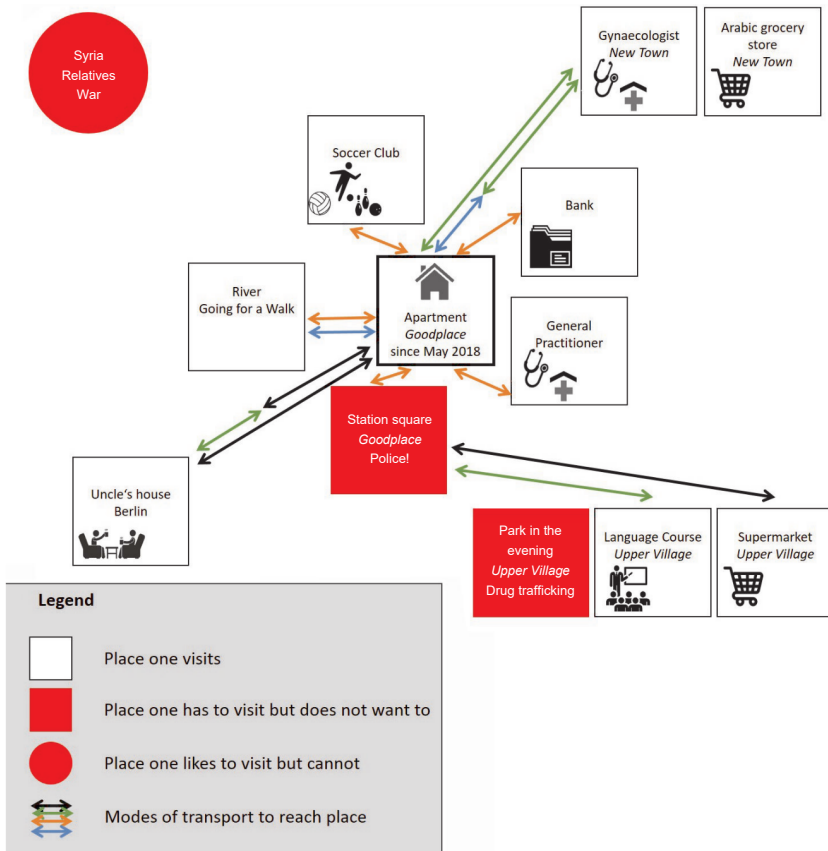 Syria
Relatives
War
Gynaecologist
New Town
Arabic grocery
store
New Town
Soccer Club
Bank
River
Going for a Walk
Apartment
Goodplace
since May 2018
General
Practitioner
Station square
Goodplace
Police!
Uncle's house
Berlin
Park in the
evening
Upper Village
Drug trafficking
Language Course
Upper Village
Supermarket
Upper Village
Legend
Place one visits
Place one has to visit but does not want to
Place one likes to visit but cannot
Modes of transport to reach place